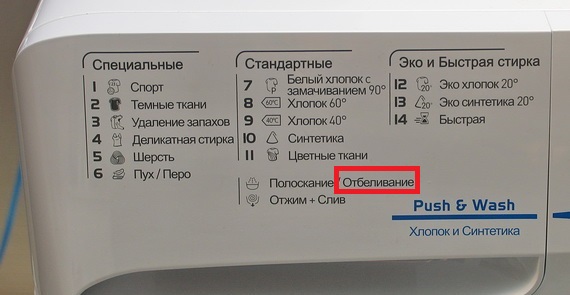 Специальные
1 Спорт
2 Темные ткани
3 Удаление запахов
4 Деликатная стирка
5 Шерсть
6 Пух / Перо
Стандартные
7 Белый хлопок с
замачиванием 90°
8 60°C Хлопок 60°
9 40°C Хлопок 40°
10 Синтетика
11 Цветные ткани
Полоскание / Отбеливание
Отжим + Слив
Эко и Быстрая стирка
12 20° Эко хлопок 20°
13 20° Эко синтетика 20°
14 Быстрая
Push & Wash
Хлопок и Синтетика